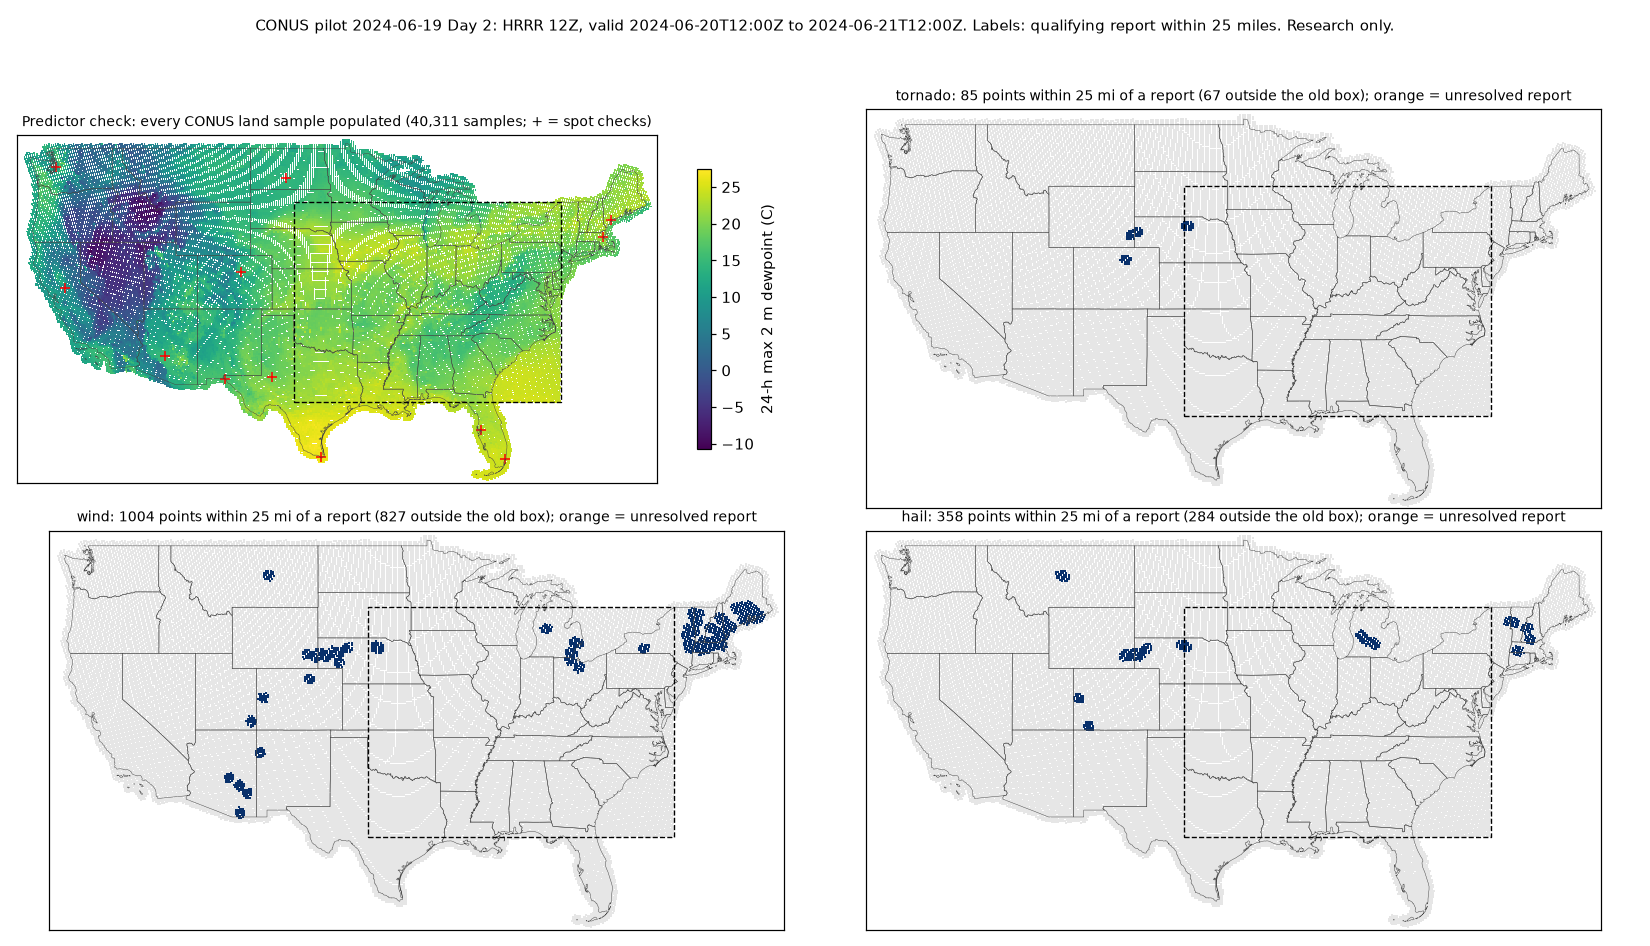 CONUS pilot 2024-06-19 Day 2: HRRR 12Z, valid 2024-06-20T12:00Z to 2024-06-21T12:00Z. Labels: qualifying report within 25 miles. Research only.
Predictor check: every CONUS land sample populated (40,311 samples; + = spot checks)
25
20
15
10
5
0
−5
−10
24-h max 2 m dewpoint (C)
tornado: 85 points within 25 mi of a report (67 outside the old box); orange = unresolved report
wind: 1004 points within 25 mi of a report (827 outside the old box); orange = unresolved report
hail: 358 points within 25 mi of a report (284 outside the old box); orange = unresolved report